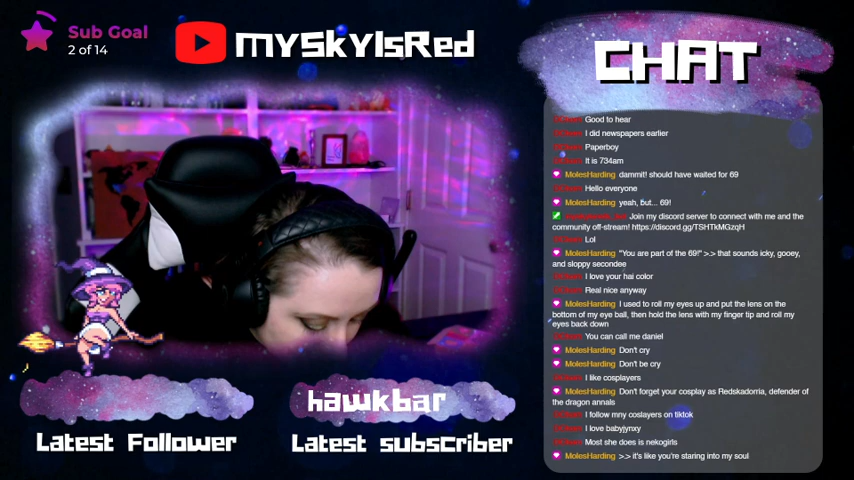 Sub Goal
2 of 14
MYSkyIsRed
CHAT
Good to hear
I did newspapers earlier
Paperboy
It is 734am
MolesHarding dammit! should have waited for 69
Hello everyone
MolesHarding yeah, but... 69!
Join my discord server to connect with me and the
community off-stream! https://discord.gg/TSHTkMGzqH
Lol
MolesHarding "You are part of the 69!" >.> that sounds icky, gooey,
and sloppy secondee
I love your hai color
Real nice anyway
MolesHarding I used to roll my eyes up and put the lens on the
bottom of my eye ball, then hold the lens with my finger tip and roll my
eyes back down
You can call me daniel
MolesHarding Don't cry
MolesHarding Don't be cry
I like cosplayers
MolesHarding Don't forget your cosplay as Redskadorria, defender of
the dragon annals
I follow mny coslayers on tiktok
I love babyjynxy
Most she does is nekogirls
MolesHarding >.> it's like you're staring into my soul
hawkbar
Latest Follower
Latest subscriber